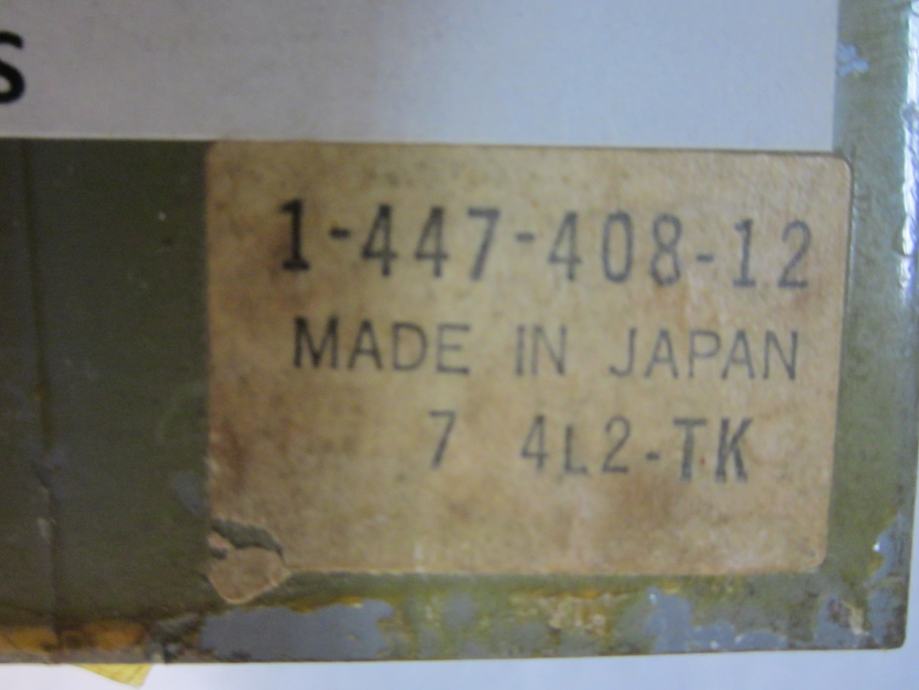 S
1-447-408-12
MADE IN JAPAN
7 4L2-TK